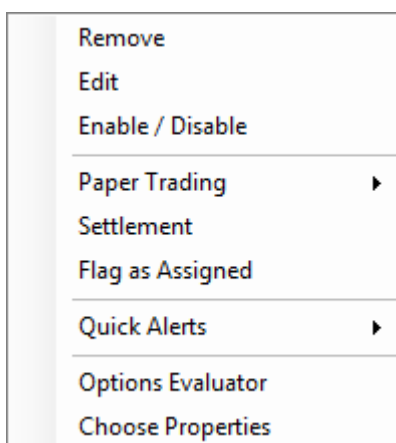 Remove
Edit
Enable / Disable
Paper Trading
Settlement
Flag as Assigned
Quick Alerts
Options Evaluator
Choose Properties